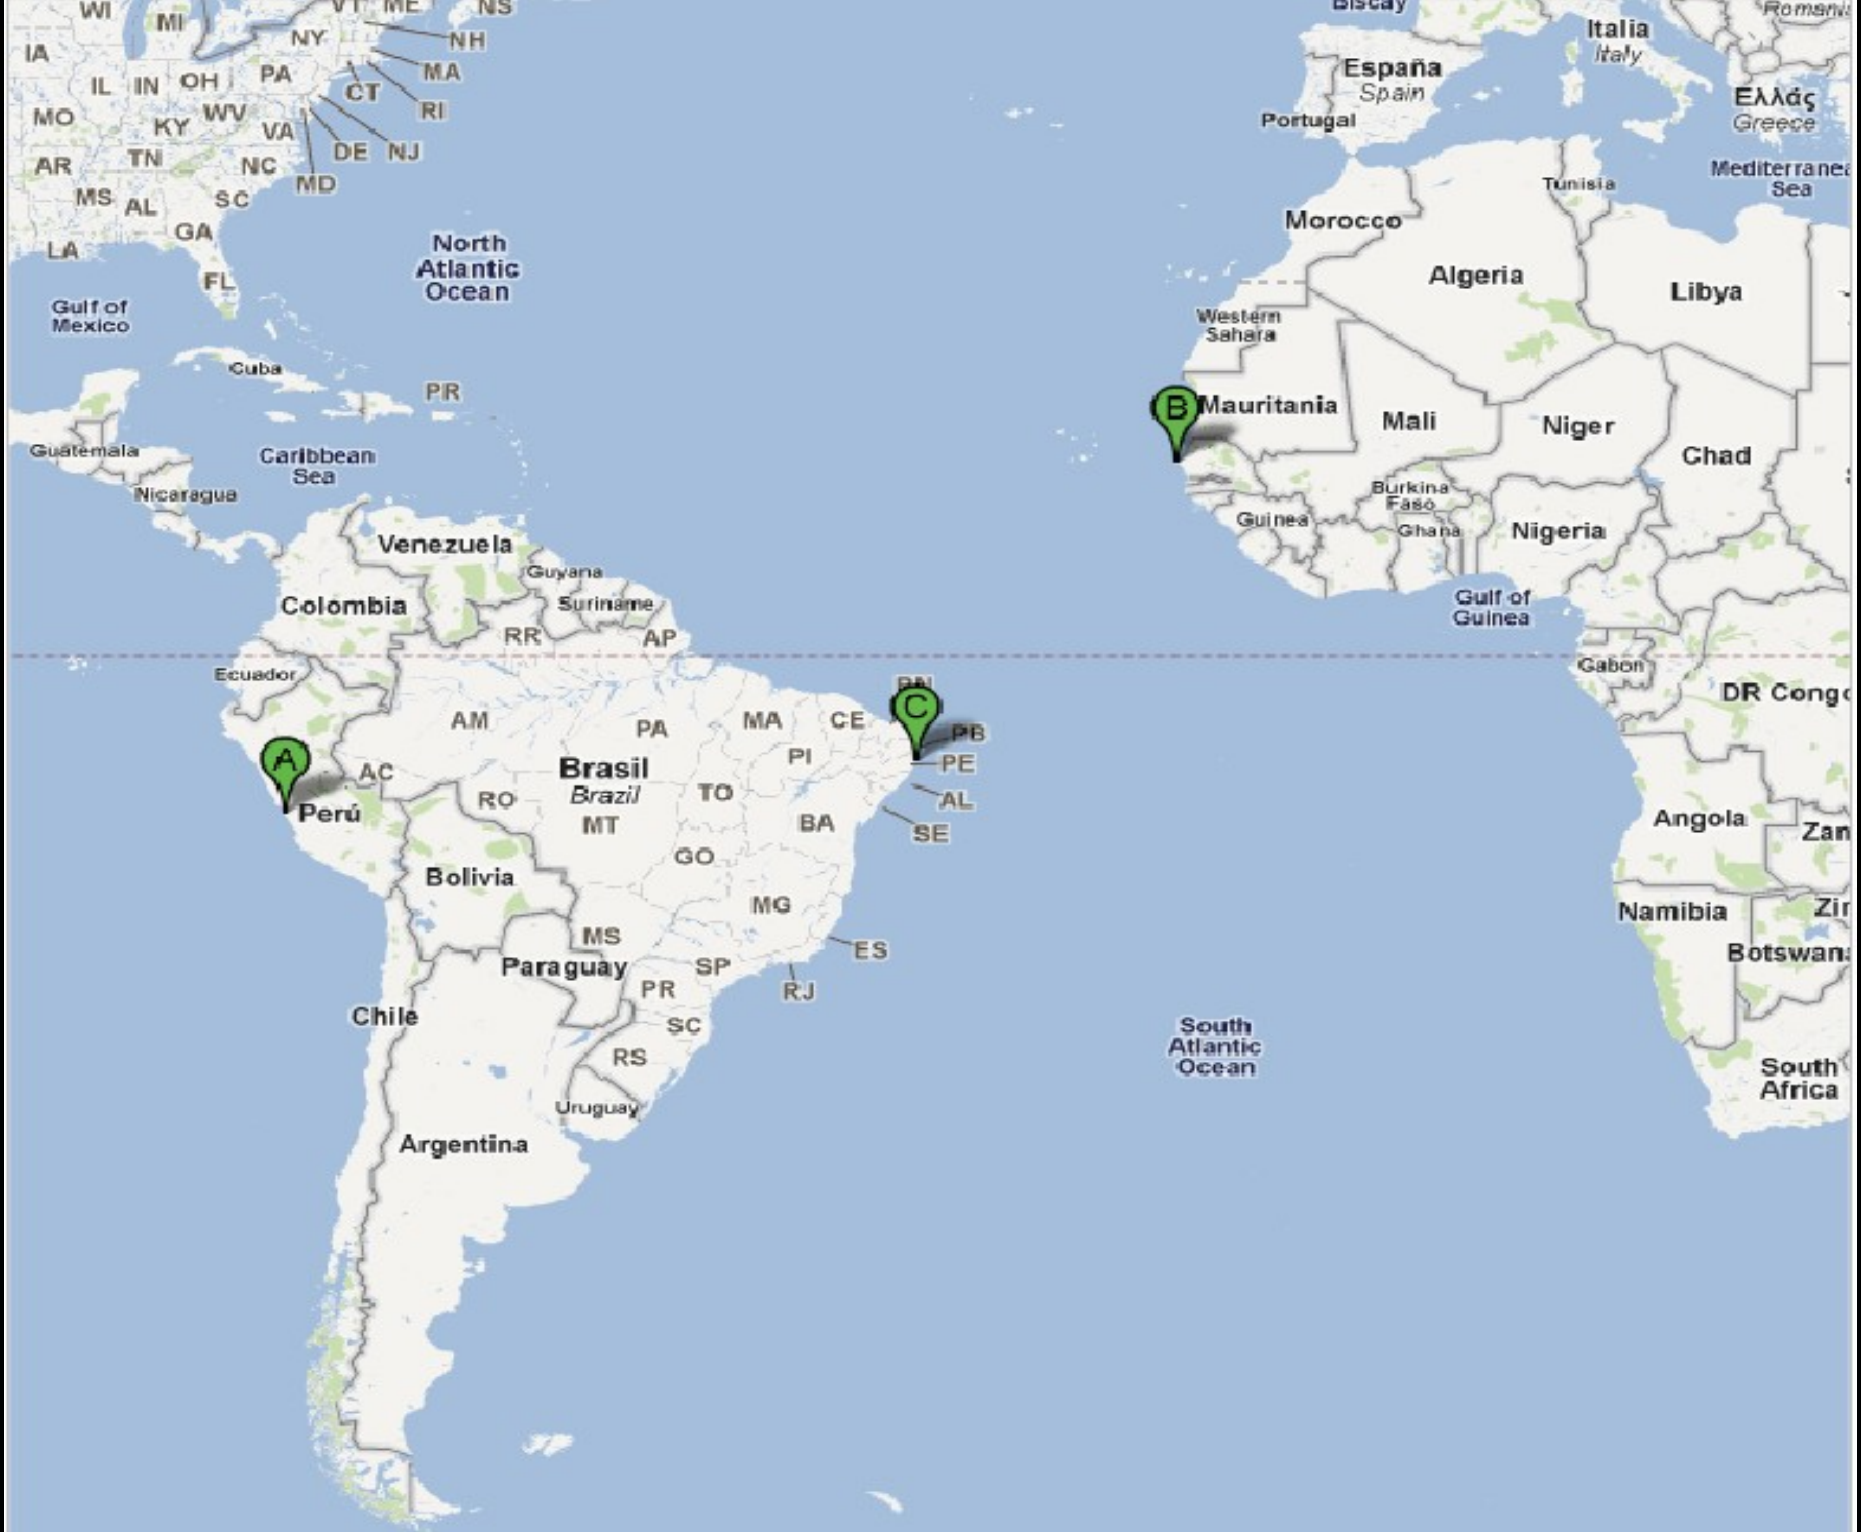 WI
MI
VT
ME
NS
NY
NH
IA
MA
IL
IN
OH
PA
CT
RI
MO
WV
KY
VA
DE
NJ
AR
TN
NC
MD
MS
AL
SC
GA
LA
FL
North
Atlantic
Ocean
Gulf of
Mexico
Cuba
PR
Guatemala
Caribbean
Sea
Nicaragua
Biscay
Italia
Italy
España
Spain
Portugal
Ελλάς
Greece
Tunisia
Morocco
Algeria
Libya
Western
Sahara
B
Mauritania
Mali
Niger
Chad
Burkina
Faso
Guinea
Ghana
Nigeria
Gulf of
Guinea
Gabon
DR Congo
Venezuela
Guyana
Colombia
Suriname
RR
AP
Ecuador
AM
PA
MA
CE
RN
C
PB
PI
PE
A
AC
Brasil
Brazil
Perú
RO
TO
AL
MT
BA
SE
GO
Bolivia
MG
MS
ES
Paraguay
SP
PR
RJ
Chile
SC
RS
Uruguay
Argentina
South
Atlantic
Ocean
Angola
Zam
Namibia
Zim
Botswana
South
Africa